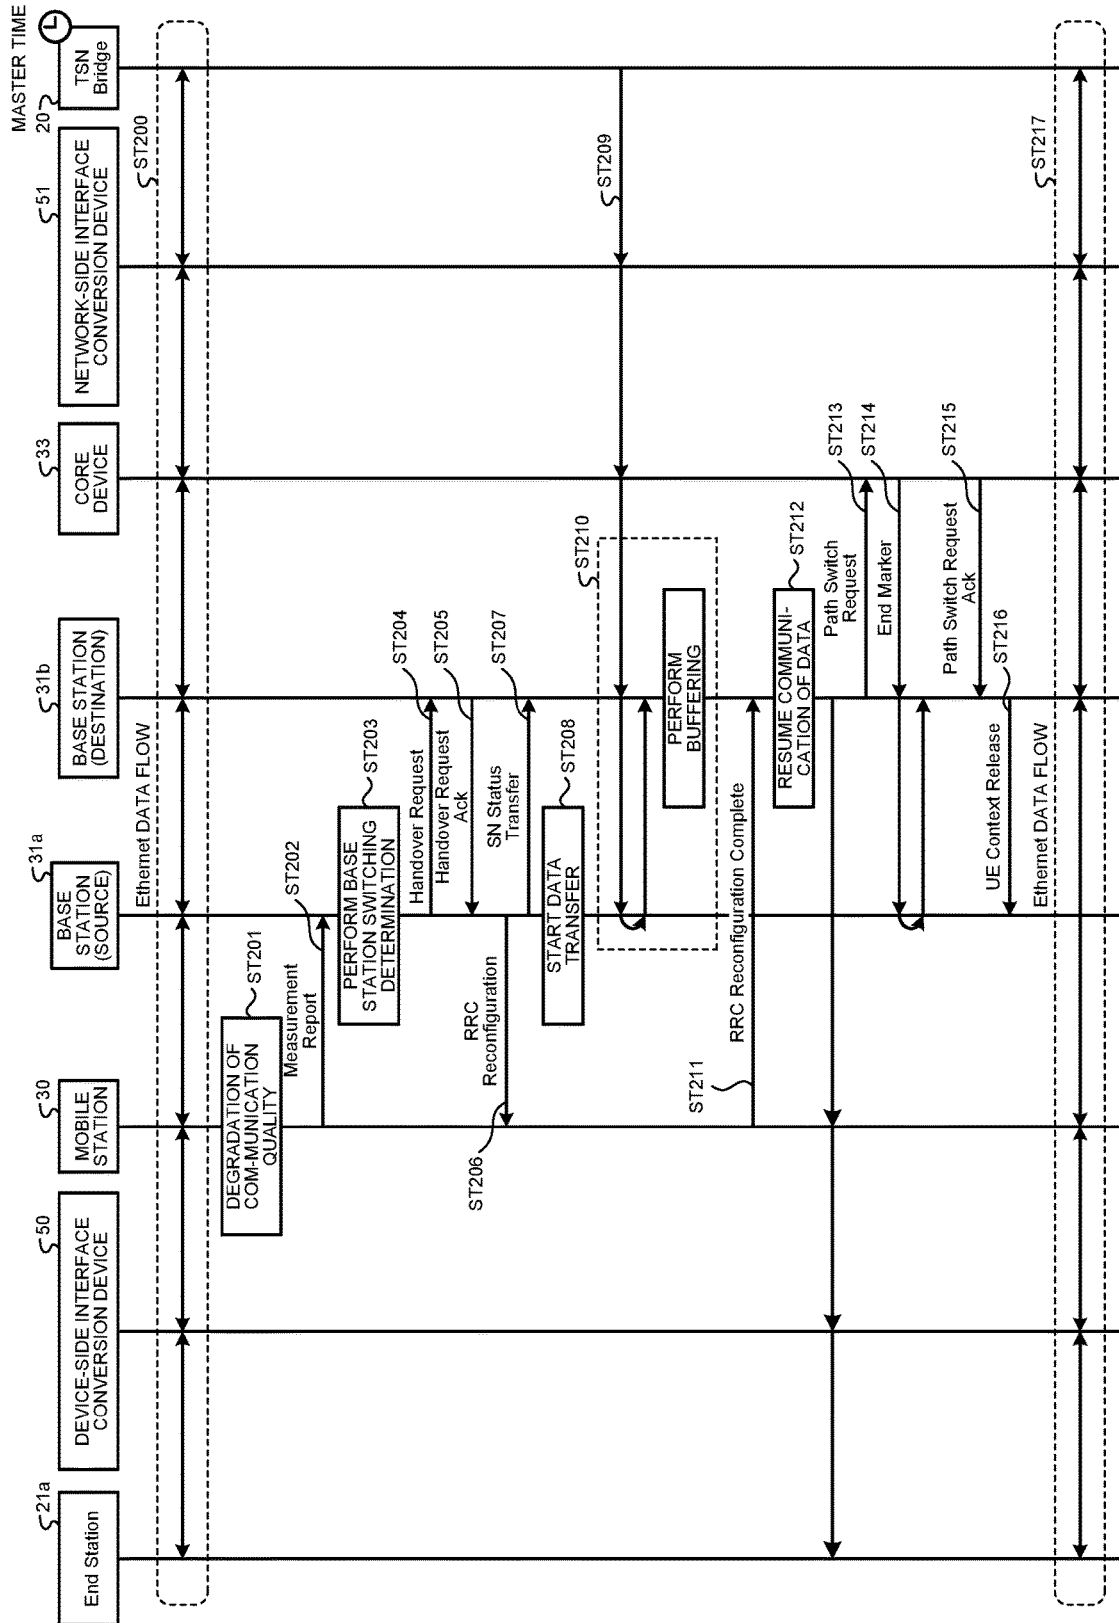 MASTER TIME
21a
End Station
50
DEVICE-SIDE INTERFACE
CONVERSION DEVICE
30
MOBILE
STATION
31a
BASE
STATION
(SOURCE)
31b
BASE STATION
(DESTINATION)
33
CORE
DEVICE
51
NETWORK-SIDE INTERFACE
CONVERSION DEVICE
20
TSN
Bridge
Ethernet DATA FLOW
ST200
DEGRADATION OF
COM-MUNICATION
QUALITY
ST201
Measurement
Report
ST202
PERFORM BASE
STATION SWITCHING
DETERMINATION
ST203
Handover Request
ST204
Handover Request
Ack
ST205
RRC
Reconfiguration
ST206
SN Status
Transfer
ST207
START DATA
TRANSFER
ST208
ST209
ST210
PERFORM
BUFFERING
ST211
RRC Reconfiguration Complete
RESUME COMMUNI-
CATION OF DATA
ST212
Path Switch
Request
ST213
End Marker
ST214
Path Switch Request
Ack
ST215
UE Context Release
ST216
Ethernet DATA FLOW
ST217